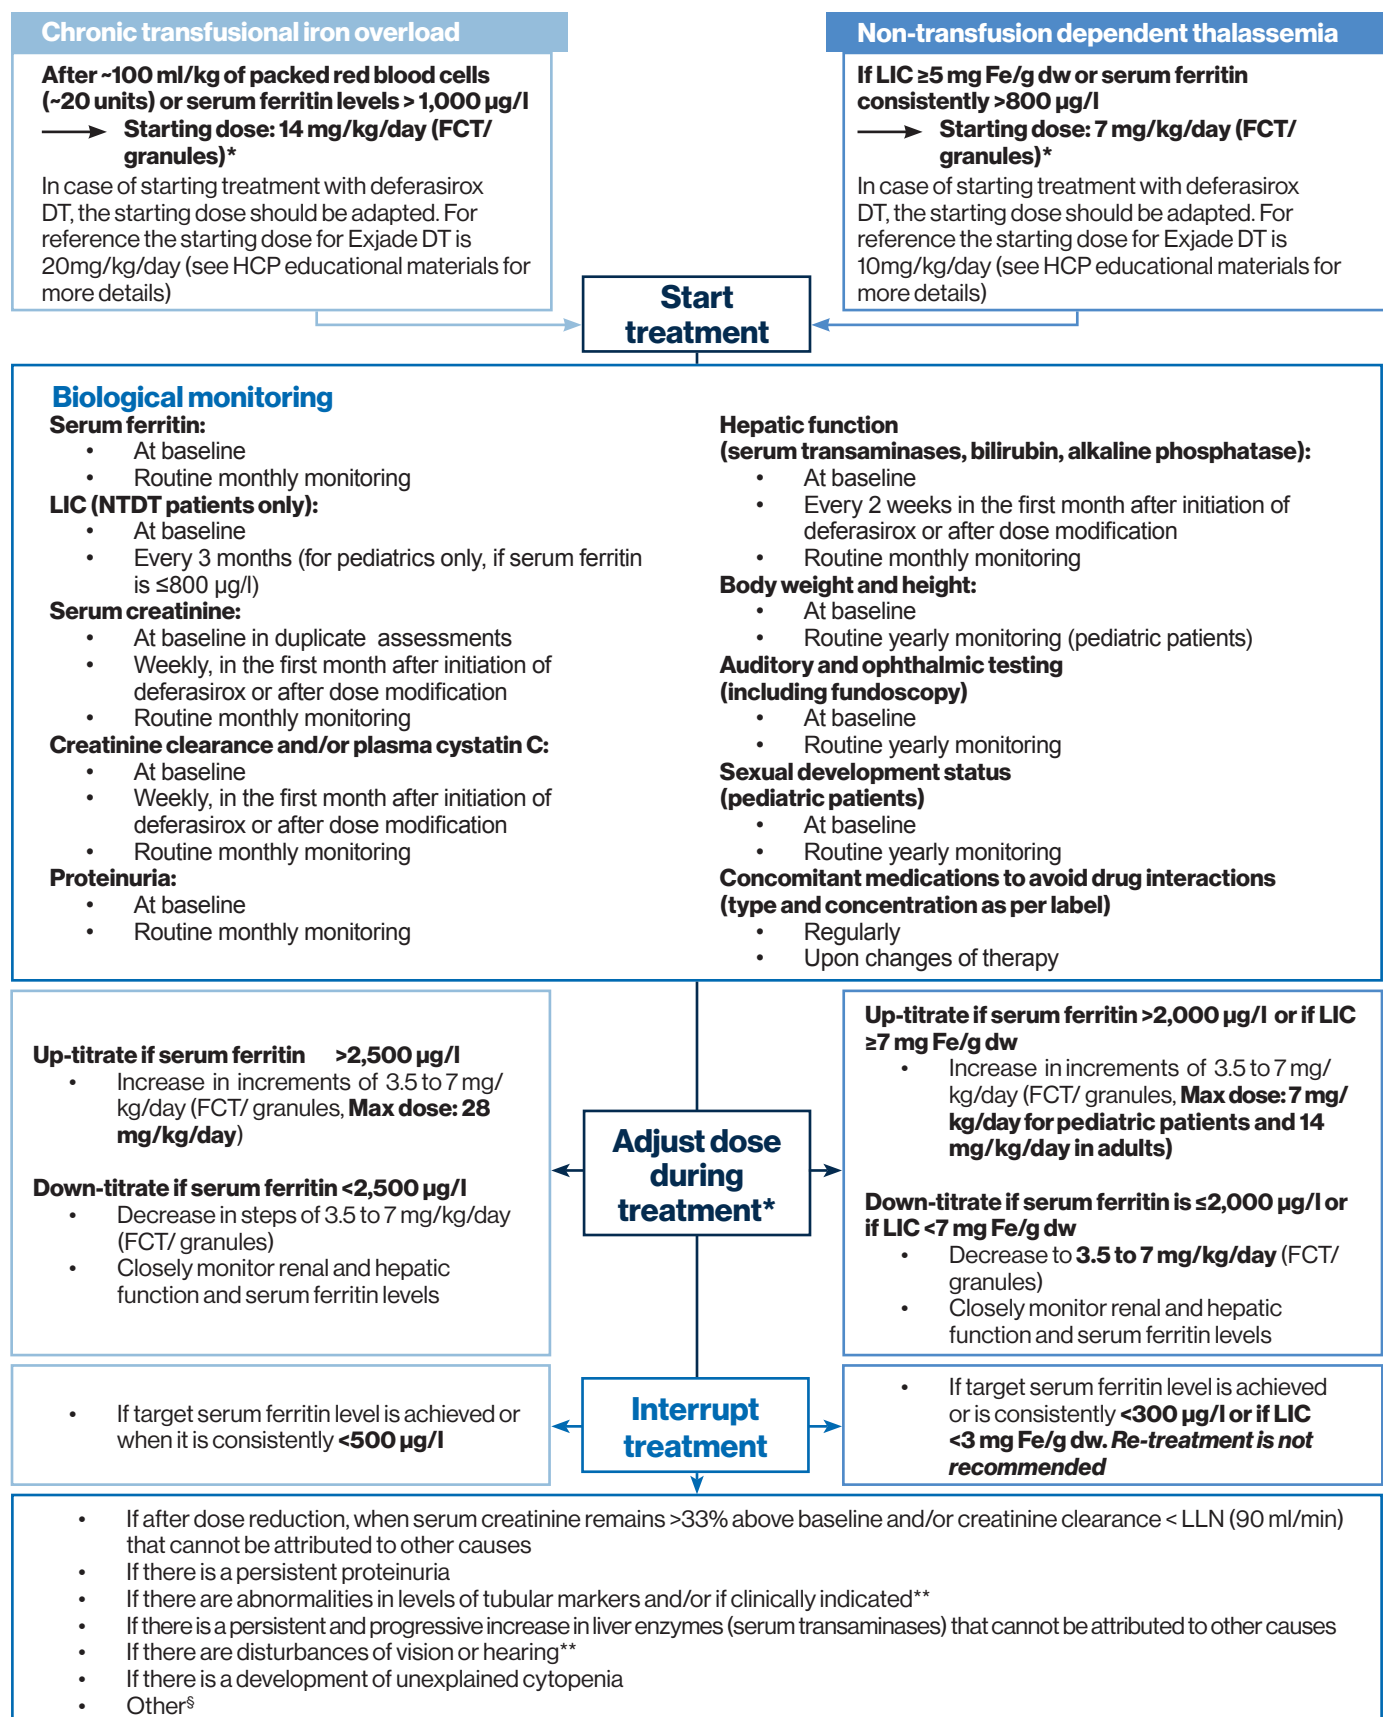 Chronic transfusional iron overload
After ~100 ml/kg of packed red blood cells
(~20 units) or serum ferritin levels > 1,000 µg/l
Starting dose: 14 mg/kg/day (FCT/
granules)*
In case of starting treatment with deferasirox
DT, the starting dose should be adapted. For
reference the starting dose for Exjade DT is
20mg/kg/day (see HCP educational materials for
more details)
Non-transfusion dependent thalassemia
If LIC ≥5 mg Fe/g dw or serum ferritin
consistently >800 µg/l
Starting dose: 7 mg/kg/day (FCT/
granules)*
In case of starting treatment with deferasirox
DT, the starting dose should be adapted. For
reference the starting dose for Exjade DT is
10mg/kg/day (see HCP educational materials for
more details)
Start
treatment
Biological monitoring
Serum ferritin:
• At baseline
• Routine monthly monitoring
LIC (NTDT patients only):
• At baseline
• Every 3 months (for pediatrics only, if serum ferritin
is ≤800 µg/l)
Serum creatinine:
• At baseline in duplicate assessments
• Weekly, in the first month after initiation of
deferasirox or after dose modification
• Routine monthly monitoring
Creatinine clearance and/or plasma cystatin C:
• At baseline
• Weekly, in the first month after initiation of
deferasirox or after dose modification
• Routine monthly monitoring
Proteinuria:
• At baseline
• Routine monthly monitoring
Hepatic function
(serum transaminases, bilirubin, alkaline phosphatase):
• At baseline
• Every 2 weeks in the first month after initiation of
deferasirox or after dose modification
• Routine monthly monitoring
Body weight and height:
• At baseline
• Routine yearly monitoring (pediatric patients)
Auditory and ophthalmic testing
(including fundoscopy)
• At baseline
• Routine yearly monitoring
Sexual development status
(pediatric patients)
• At baseline
• Routine yearly monitoring
Concomitant medications to avoid drug interactions
(type and concentration as per label)
• Regularly
• Upon changes of therapy
Up-titrate if serum ferritin >2,500 µg/l
• Increase in increments of 3.5 to 7 mg/
kg/day (FCT/ granules, Max dose: 28
mg/kg/day)
Down-titrate if serum ferritin <2,500 µg/l
• Decrease in steps of 3.5 to 7 mg/kg/day
(FCT/ granules)
• Closely monitor renal and hepatic
function and serum ferritin levels
Adjust dose
during
treatment*
Up-titrate if serum ferritin >2,000 µg/l or if LIC
≥7 mg Fe/g dw
• Increase in increments of 3.5 to 7 mg/
kg/day (FCT/ granules, Max dose: 7 mg/
kg/day for pediatric patients and 14
mg/kg/day in adults)
Down-titrate if serum ferritin is ≤2,000 µg/l or
if LIC <7 mg Fe/g dw
• Decrease to 3.5 to 7 mg/kg/day (FCT/
granules)
• Closely monitor renal and hepatic
function and serum ferritin levels
• If target serum ferritin level is achieved or
when it is consistently <500 µg/l
Interrupt
treatment
• If target serum ferritin level is achieved
or is consistently <300 µg/l or if LIC
<3 mg Fe/g dw. Re-treatment is not
recommended
• If after dose reduction, when serum creatinine remains >33% above baseline and/or creatinine clearance < LLN (90 ml/min)
that cannot be attributed to other causes
• If there is a persistent proteinuria
• If there are abnormalities in levels of tubular markers and/or if clinically indicated**
• If there is a persistent and progressive increase in liver enzymes (serum transaminases) that cannot be attributed to other causes
• If there are disturbances of vision or hearing**
• If there is a development of unexplained cytopenia
• Other§